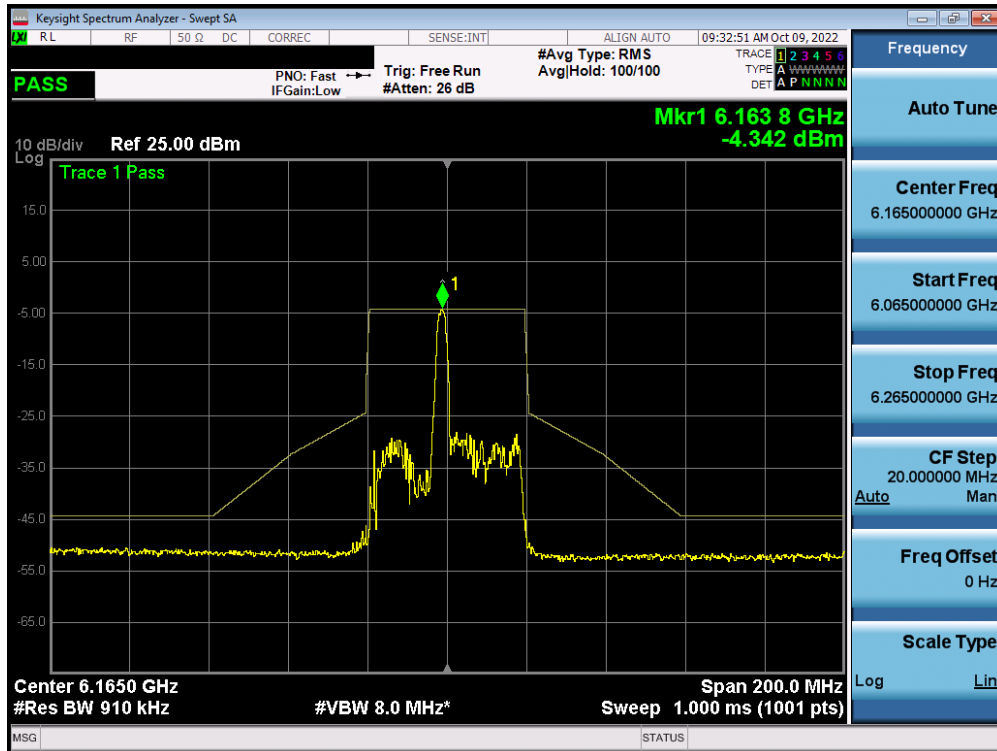 Keysight Spectrum Analyzer - Swept SA
LXI RL RF 50 Ω DC CORREC SENSE:INT ALIGN AUTO 09:32:51 AM Oct 09, 2022
Frequency
PASS
PNO: Fast
IFGain:Low
Trig: Free Run
#Atten: 26 dB
#Avg Type: RMS
Avg|Hold: 100/100
TRACE 1 2 3 4 5 6
TYPE A WWWWW
DET A P N N N N
Auto Tune
Mkr1 6.163 8 GHz
-4.342 dBm
10 dB/div
Log
Ref 25.00 dBm
Trace 1 Pass
15.0
5.00
-5.00
-15.0
-25.0
-35.0
-45.0
-55.0
-65.0
1
Center Freq
6.165000000 GHz
Start Freq
6.065000000 GHz
Stop Freq
6.265000000 GHz
CF Step
20.000000 MHz
Auto Man
Freq Offset
0 Hz
Scale Type
Log Lin
Center 6.1650 GHz
Span 200.0 MHz
#Res BW 910 kHz
#VBW 8.0 MHz*
Sweep 1.000 ms (1001 pts)
MSG
STATUS